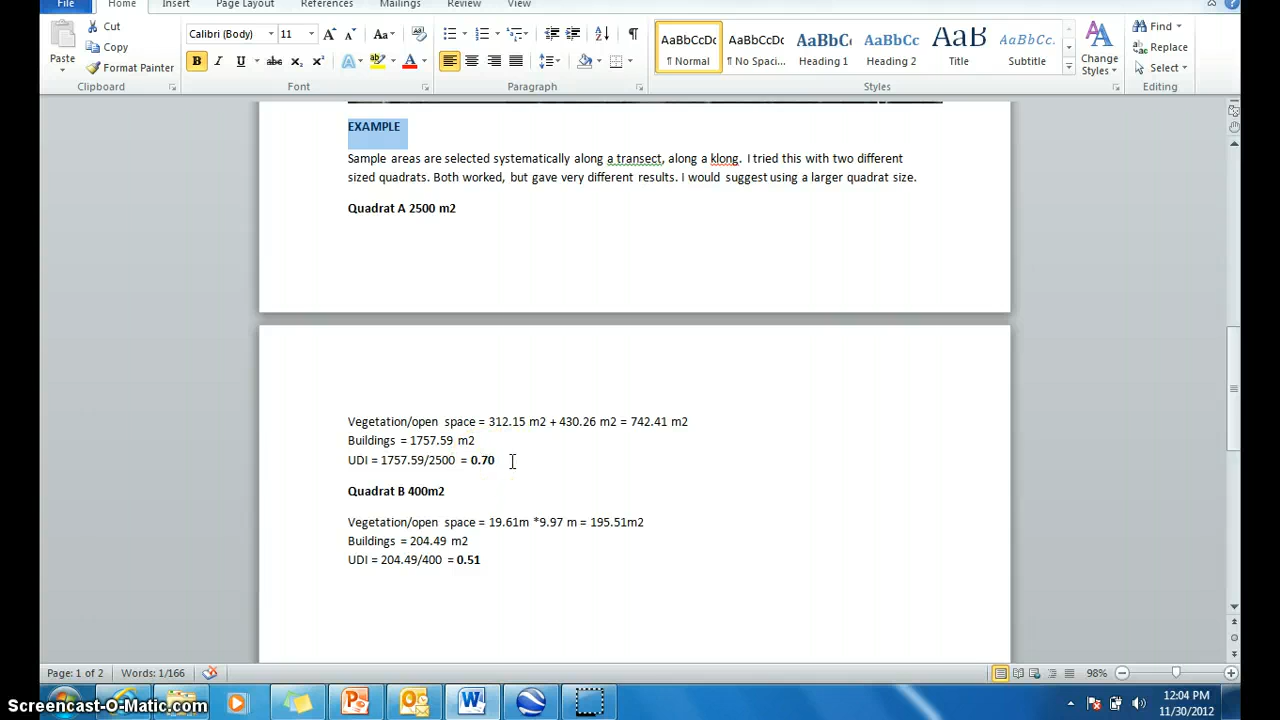 File Home Insert Page Layout References Mailings Review View
Cut
Copy
Format Painter
Paste
Calibri (Body) 11
AaBbCcDc AaBbCcDc AaBbC AaBbCc AaB AaBbCc.
¶ Normal ¶ No Spaci... Heading 1 Heading 2 Title Subtitle
Change
Styles
Find
Replace
Select
Clipboard Font Paragraph Styles Editing
EXAMPLE
Sample areas are selected systematically along a transect, along a klong. I tried this with two different
sized quadrats. Both worked, but gave very different results. I would suggest using a larger quadrat size.
Quadrat A 2500 m2
Vegetation/open space = 312.15 m2 + 430.26 m2 = 742.41 m2
Buildings = 1757.59 m2
UDI = 1757.59/2500 = 0.70
Quadrat B 400m2
Vegetation/open space = 19.61m *9.97 m = 195.51m2
Buildings = 204.49 m2
UDI = 204.49/400 = 0.51
Page: 1 of 2 Words: 1/166 98%
Screencast-O-Matic.com
12:04 PM
11/30/2012